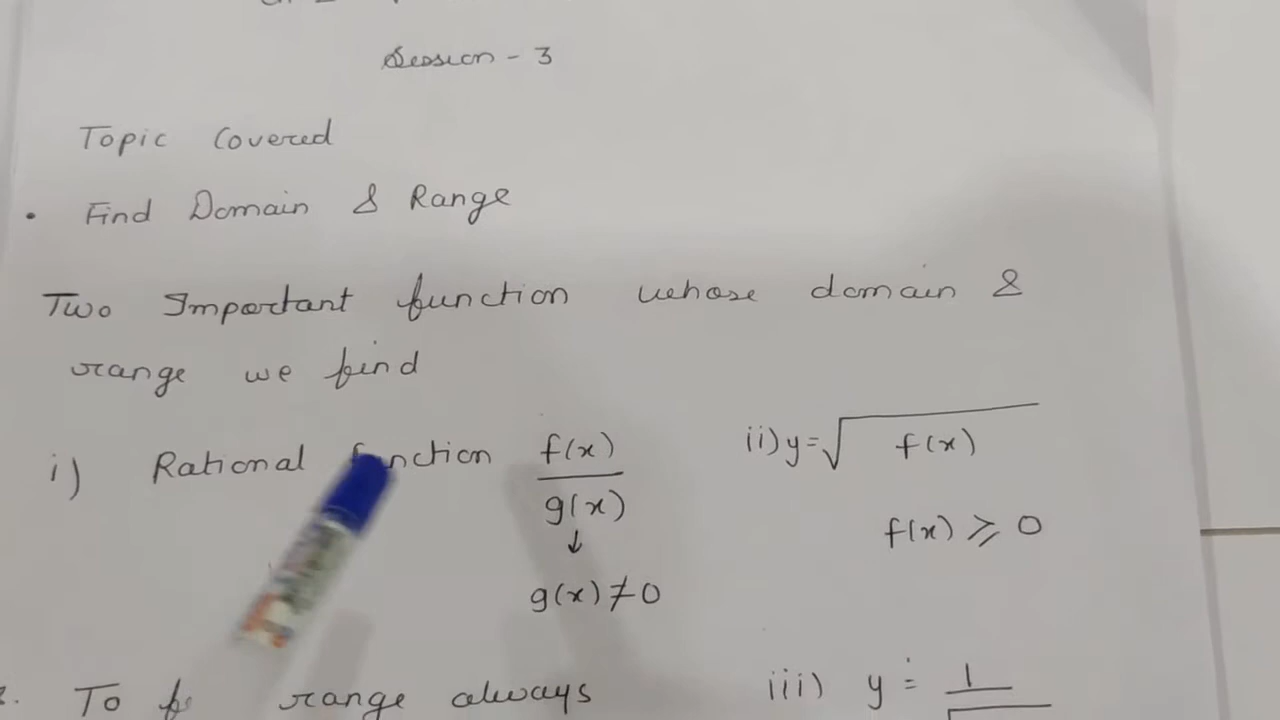 Session - 3
Topic Covered
• Find Domain & Range
Two Important function whose domain &
range we find
i) Rational function f(x)/g(x)
↓
g(x) ≠ 0
ii) y = √f(x)
f(x) ⩾ 0
To range always
iii) y = 1/√